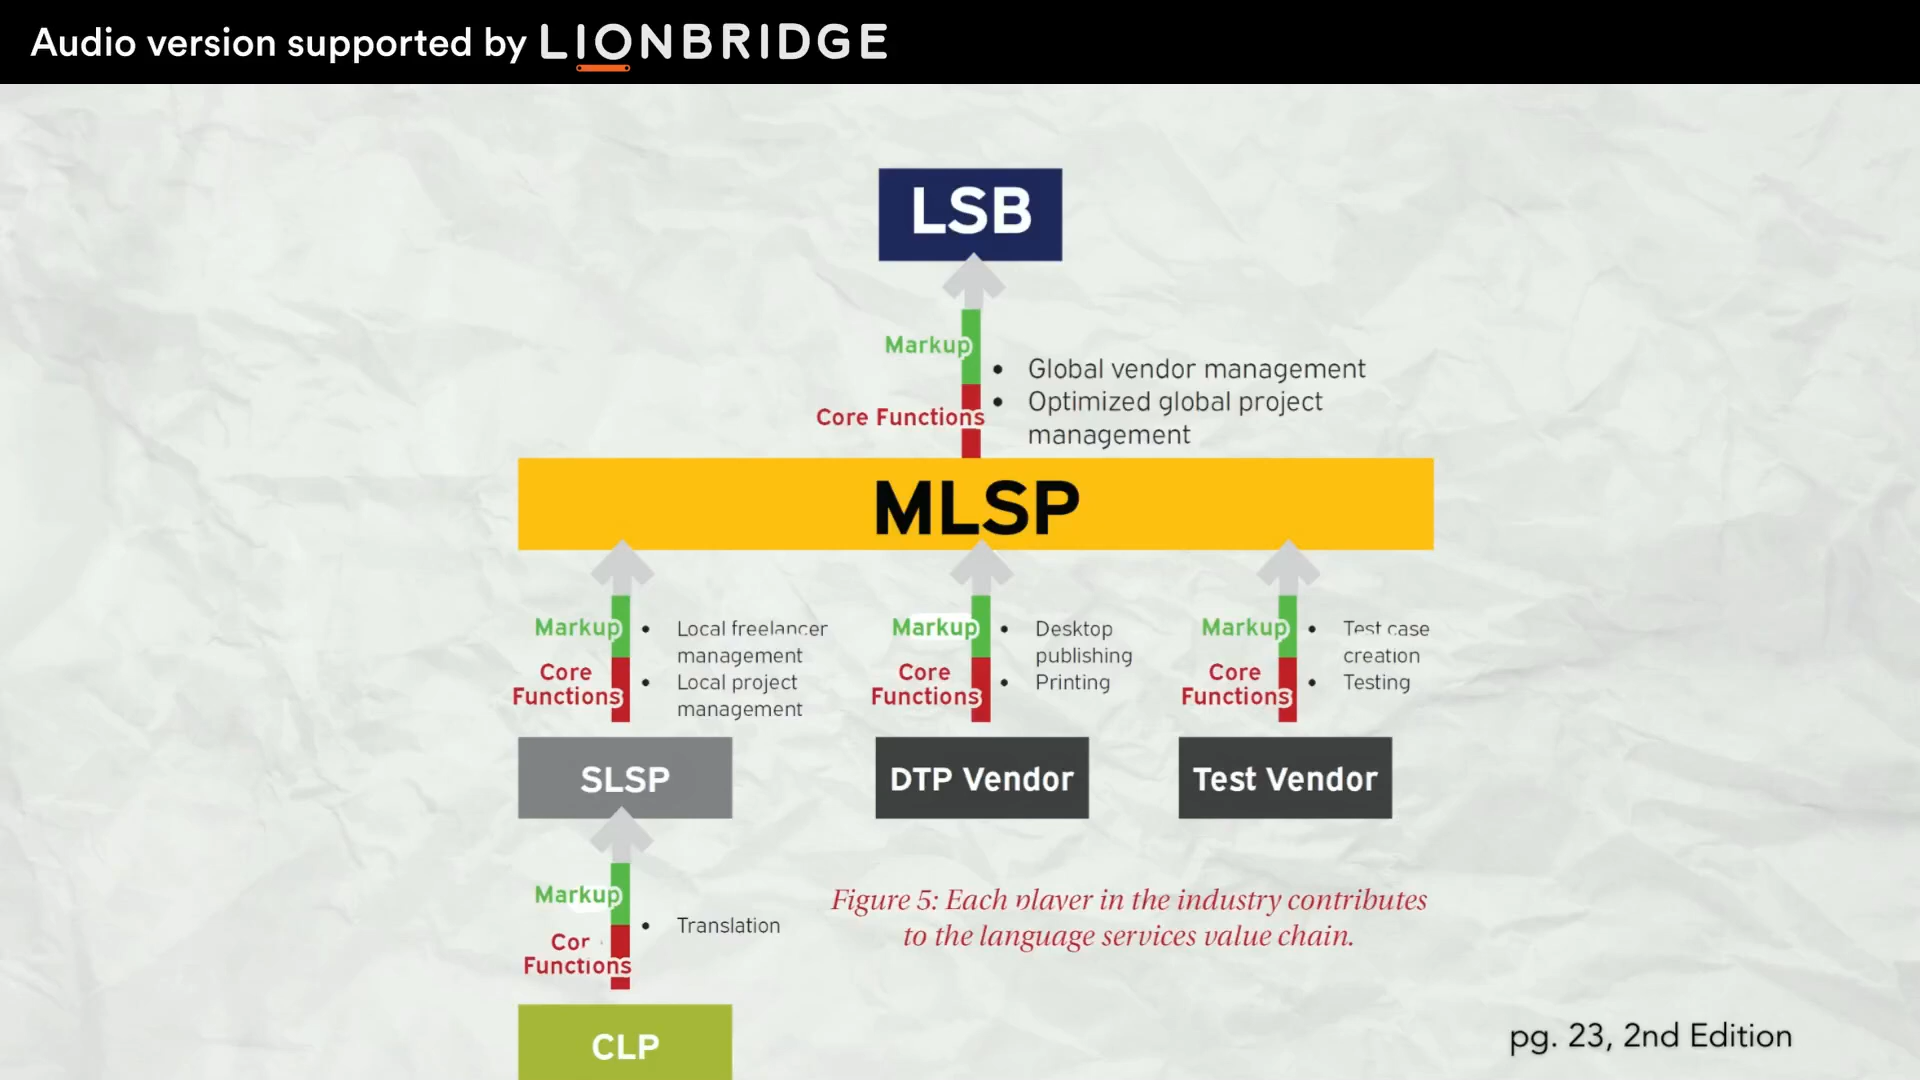 Audio version supported by LIONBRIDGE
LSB
Markup
Core Functions
• Global vendor management
• Optimized global project
management
MLSP
Markup
Core
Functions
• Local freelancer
management
• Local project
management
Markup
Core
Functions
• Desktop
publishing
• Printing
Markup
Core
Functions
• Test case
creation
• Testing
SLSP
DTP Vendor
Test Vendor
Markup
Cor
Functions
• Translation
Figure 5: Each player in the industry contributes
to the language services value chain.
CLP
pg. 23, 2nd Edition